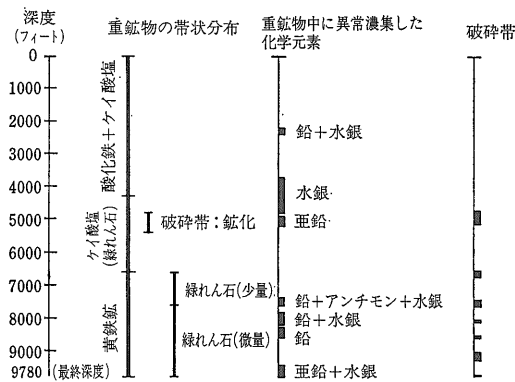 深度
(フィート)
重鉱物の帯状分布
重鉱物中に異常濃集した
化学元素
破砕帯
0
1000
2000
3000
4000
5000
6000
7000
8000
9000
9780 (最終深度)
酸化鉄+ケイ酸塩
ケイ酸塩
(緑れん石)
黄鉄鉱
破砕帯:鉱化
緑れん石(少量)
緑れん石(微量)
鉛+水銀
水銀
亜鉛
鉛+アンチモン+水銀
鉛+水銀
鉛
亜鉛+水銀